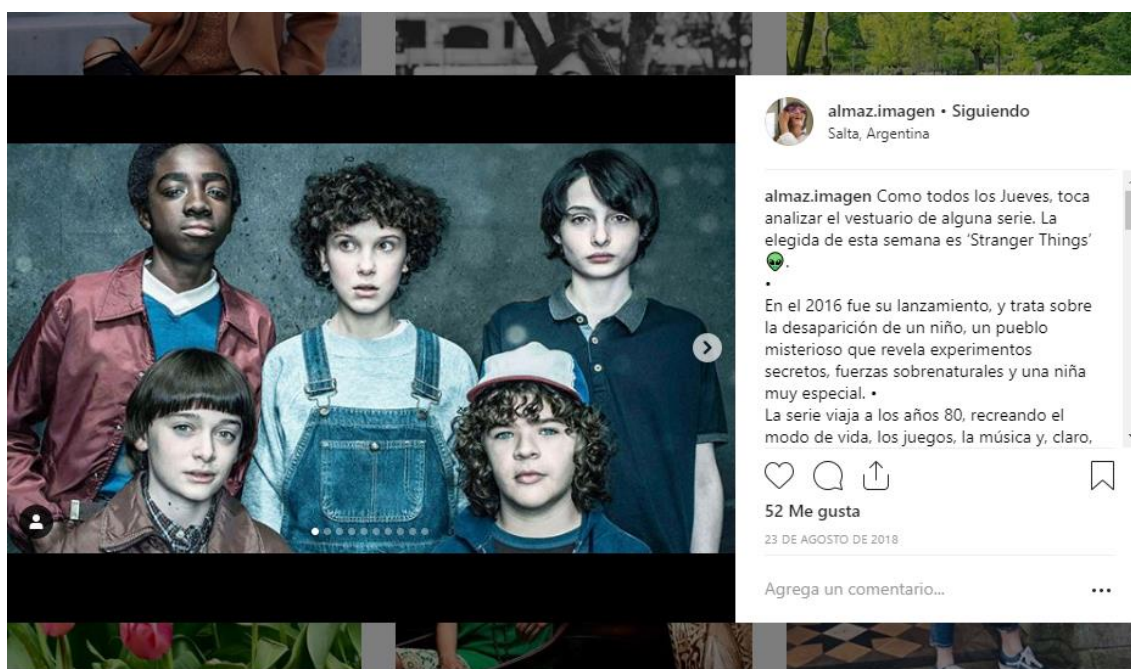 almaz.imagen • Siguiendo
Salta, Argentina
almaz.imagen Como todos los Jueves, toca
analizar el vestuario de alguna serie. La
elegida de esta semana es ‘Stranger Things’
👽.
•
En el 2016 fue su lanzamiento, y trata sobre
la desaparición de un niño, un pueblo
misterioso que revela experimentos
secretos, fuerzas sobrenaturales y una niña
muy especial. •
La serie viaja a los años 80, recreando el
modo de vida, los juegos, la música y, claro,
52 Me gusta
23 DE AGOSTO DE 2018
Agrega un comentario...